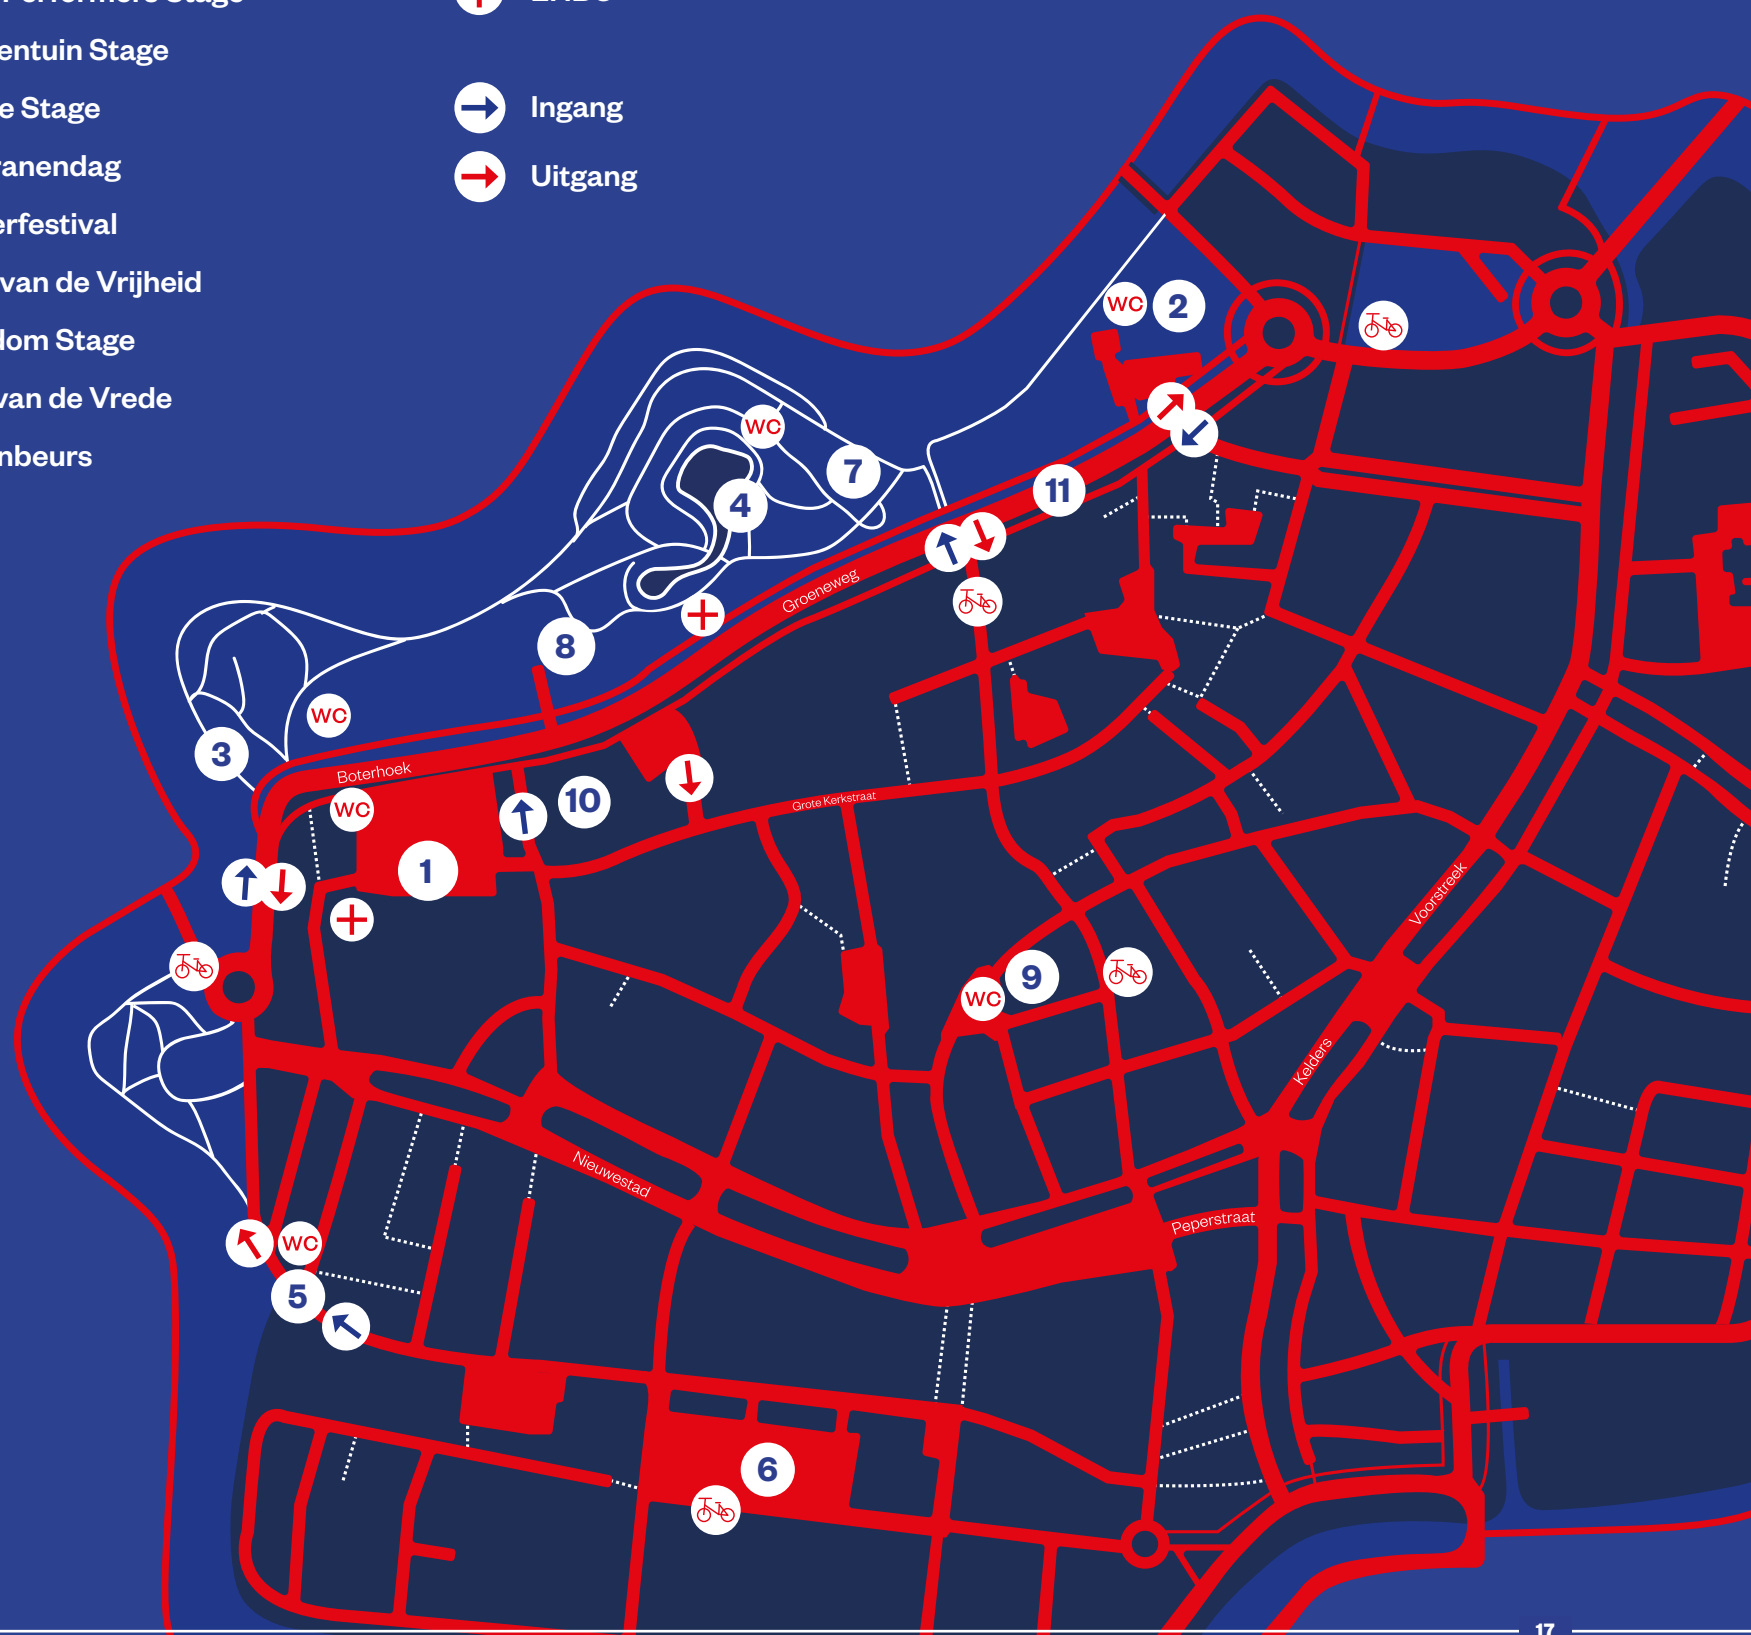 entuin Stage
e Stage
anendag
erfestival
van de Vrijheid
dom Stage
van de Vrede
nbeurs
Ingang
Uitgang
WC 2
WC
7
4
11
Groeneweg
8
WC
3
Boterhoek
WC
10
1
Grote Kerkstraat
Voorstreek
9
WC
Kelders
Nieuwestad
Peperstraat
WC
5
6
17